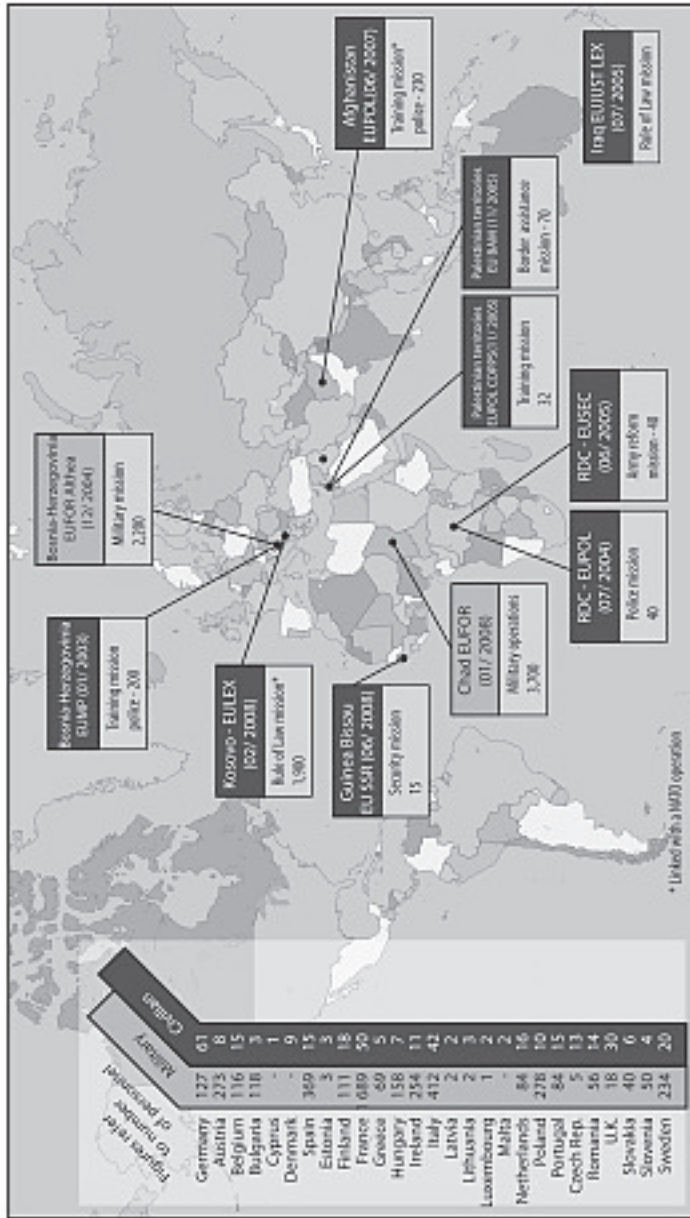 Figures refer
to number
of personnel
Military
Civilian
Germany 127 61
Austria 273 8
Belgium 116 15
Bulgaria 118 3
Cyprus - 1
Denmark - 9
Spain 369 15
Estonia 3 3
Finland 111 18
France 1689 50
Greece 69 5
Hungary 158 7
Ireland 254 11
Italy 412 42
Latvia 2 2
Lithuania 2 3
Luxembourg 1 2
Malta - 2
Netherlands 84 16
Poland 278 10
Portugal 84 15
Czech Rep. 5 13
Romania 56 14
U.K. 18 30
Slovakia 40 6
Slovenia 50 4
Sweden 234 20
Bosnia-Herzegovinia
EUMP (01/ 2003)
Training mission
police - 200
Bosnia-Herzegovinia
EUFOR Althea
(12/ 2004)
Military mission
2,200
Kosovo - EULEX
(02/ 2008)
Rule of Law mission*
1,900
Guinea Bissau
EU SSR (06/ 2008)
Security mission
15
Chad EUFOR
(01/ 2008)
Military operations
3,700
RDC - EUPOL
(07/ 2004)
Police mission
40
RDC - EUSEC
(06/ 2005)
Army reform
mission -
Palestinian territories
EUPOL COPPS(11/ 2005)
Training mission
32
Palestinian territories
EU BAM (11/ 2005)
Border assistance
mission - 70
Afghanistan
EUPOL(06/ 2007)
Training mission*
police - 230
Iraq EUJUST LEX
(07/ 2005)
Rule of Law mission
* Linked with a NATO operation